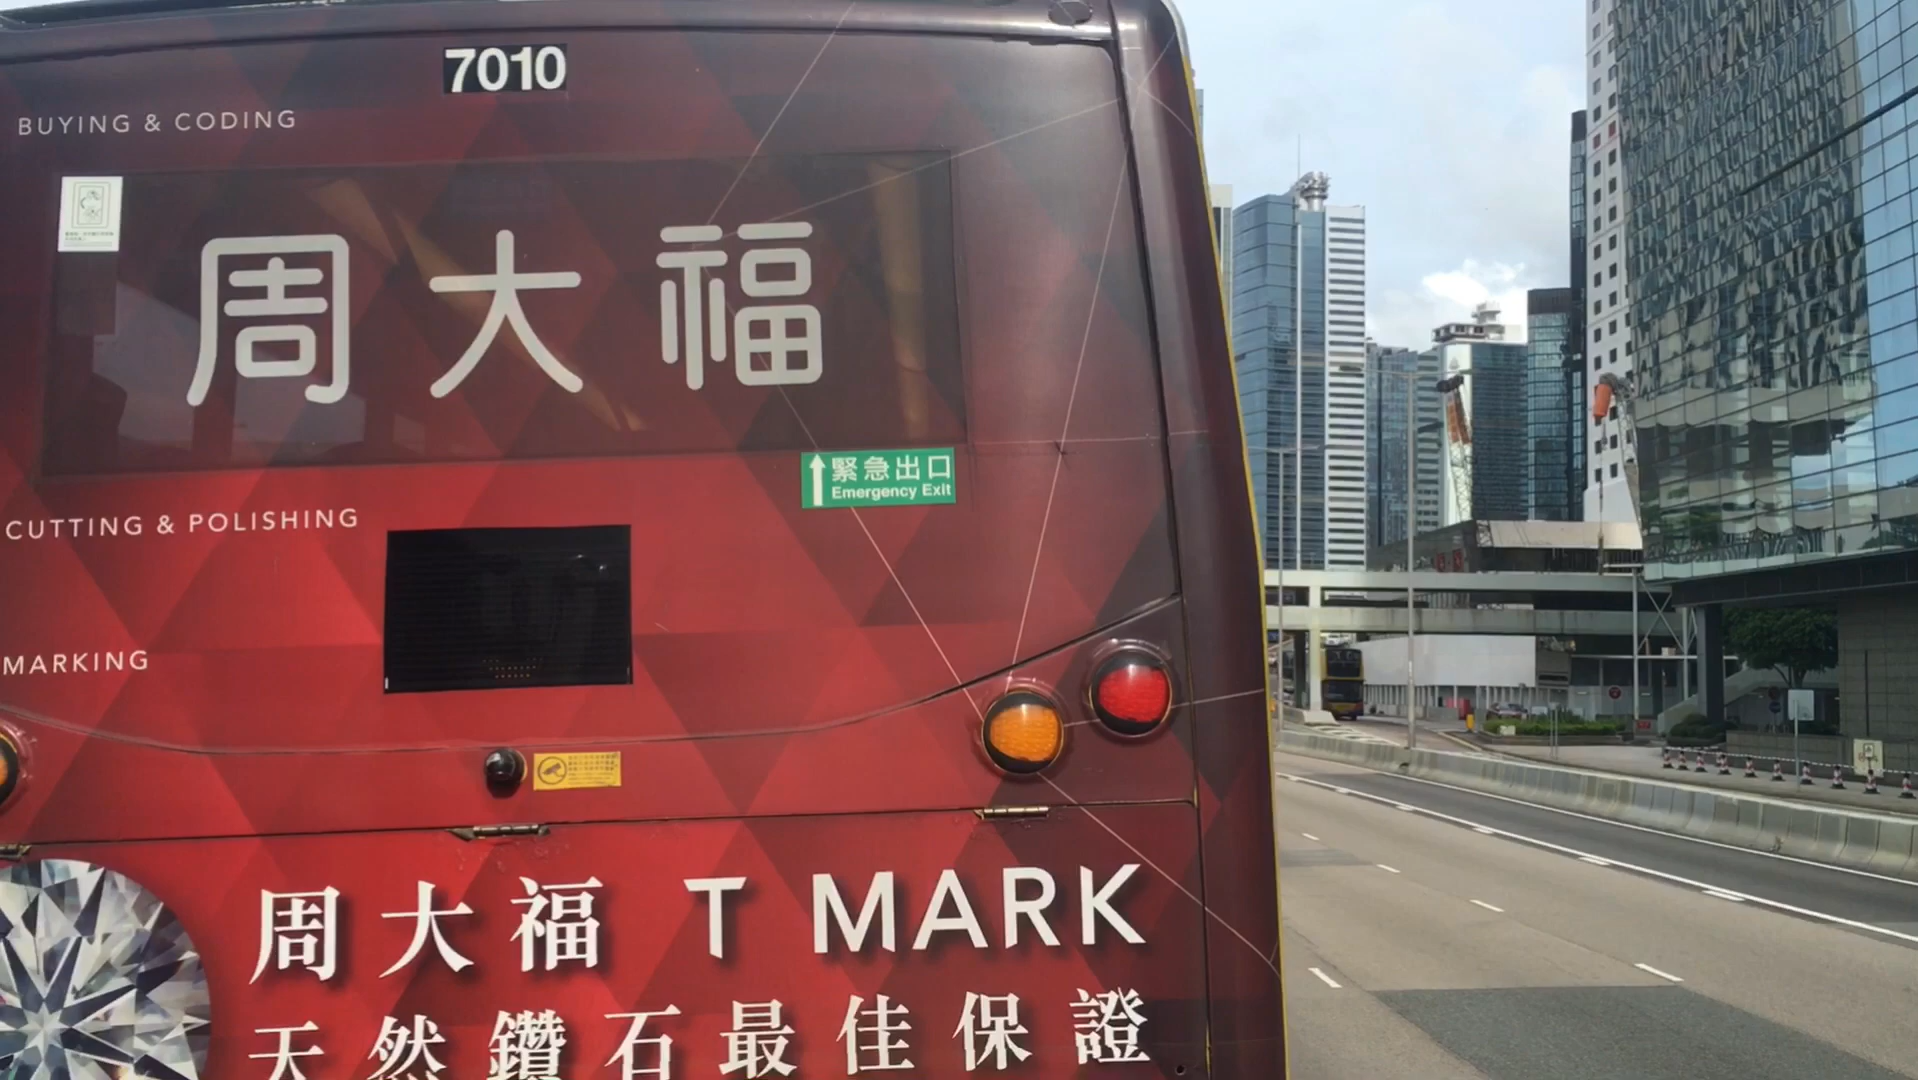 7010
BUYING & CODING
周大福
緊急出口
Emergency Exit
CUTTING & POLISHING
MARKING
周大福 T MARK
天然鑽石最佳保證